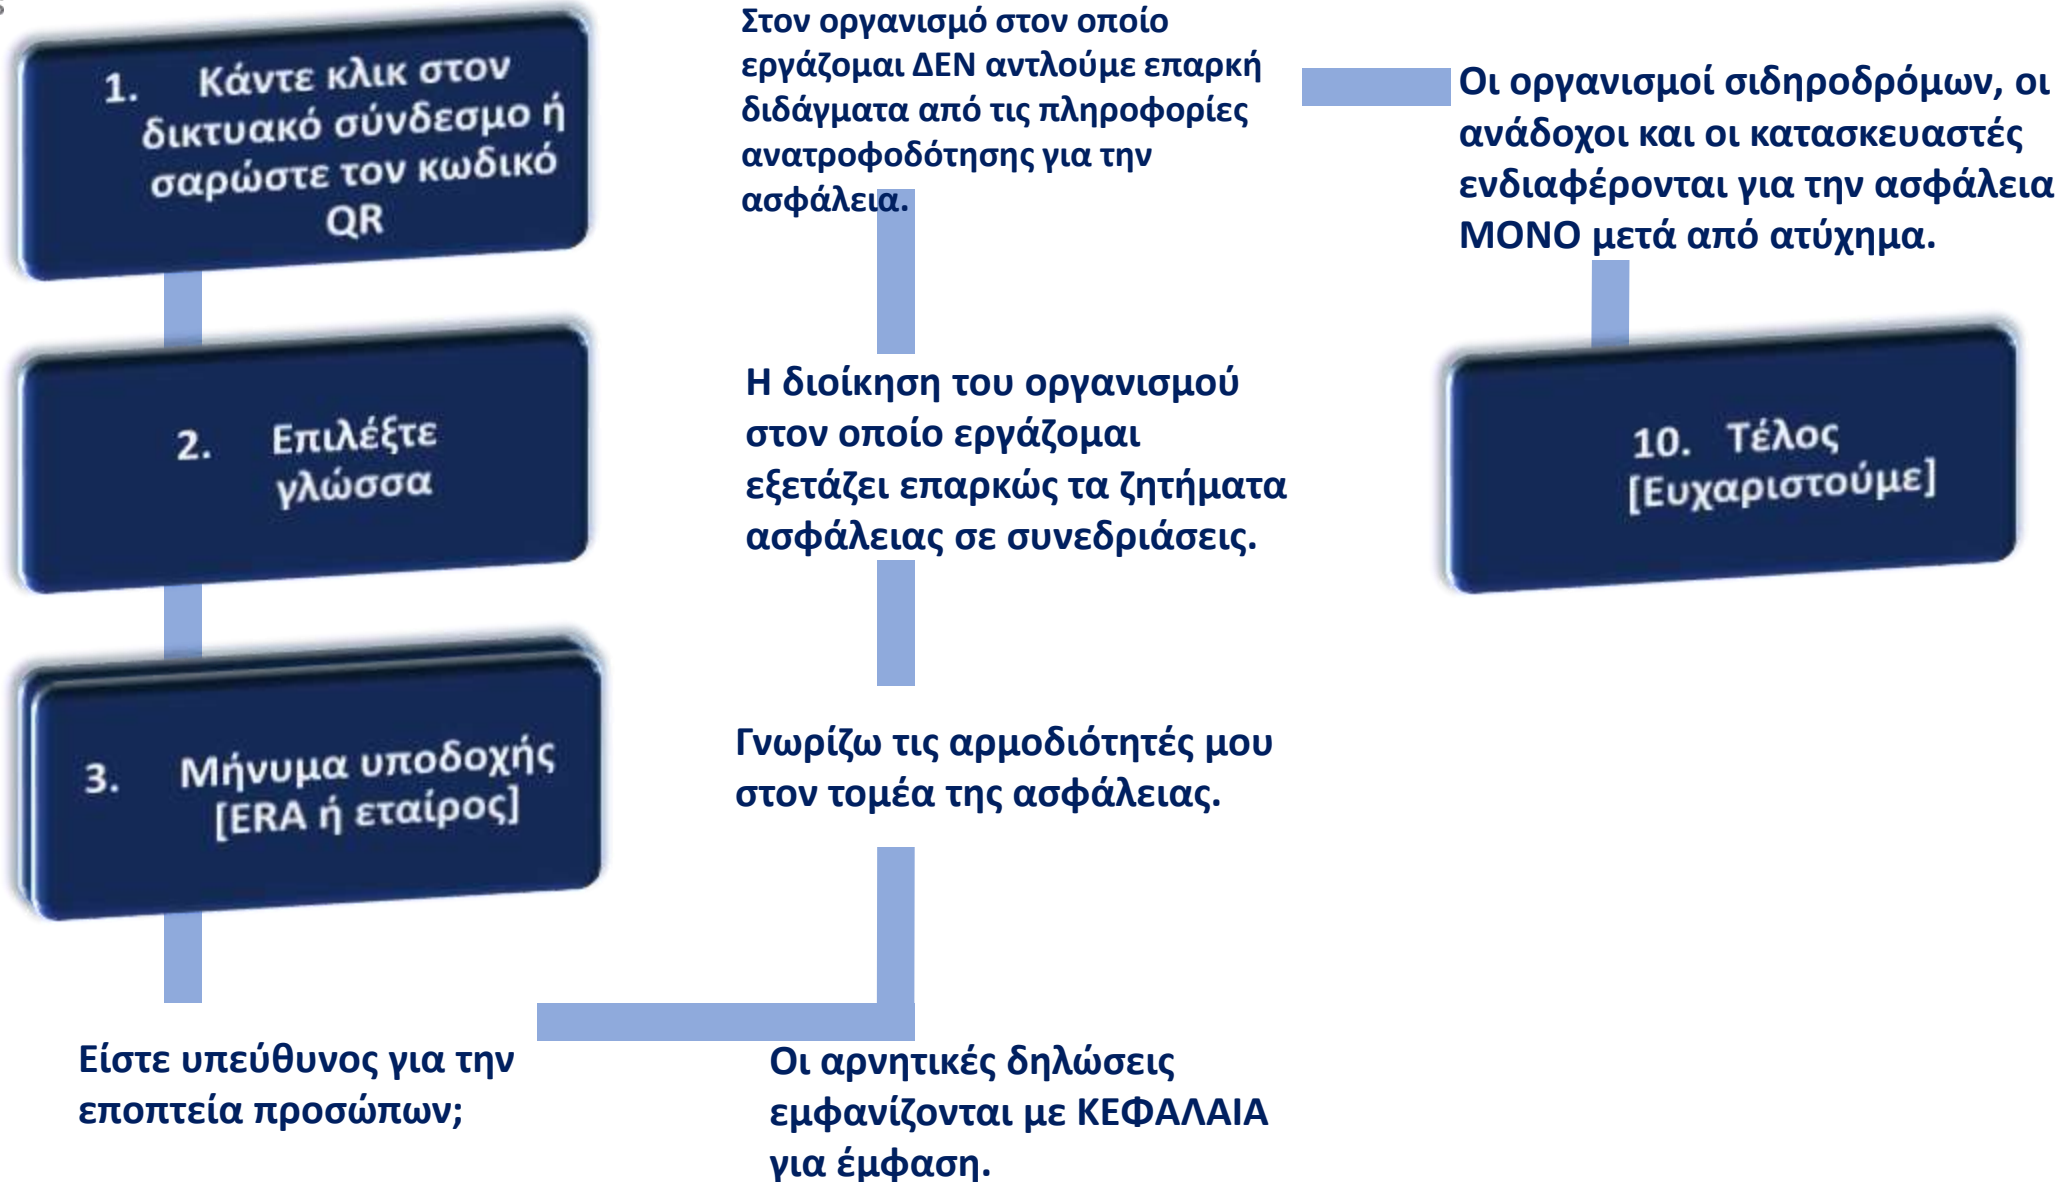 1. Κάντε κλικ στον
δικτυακό σύνδεσμο ή
σαρώστε τον κωδικό
QR
2. Επιλέξτε
γλώσσα
3. Μήνυμα υποδοχής
[ERA ή εταίρος]
Είστε υπεύθυνος για την
εποπτεία προσώπων;
Οι αρνητικές δηλώσεις
εμφανίζονται με ΚΕΦΑΛΑΙΑ
για έμφαση.
Γνωρίζω τις αρμοδιότητές μου
στον τομέα της ασφάλειας.
Η διοίκηση του οργανισμού
στον οποίο εργάζομαι
εξετάζει επαρκώς τα ζητήματα
ασφάλειας σε συνεδριάσεις.
Στον οργανισμό στον οποίο
εργάζομαι ΔΕΝ αντλούμε επαρκή
διδάγματα από τις πληροφορίες
ανατροφοδότησης για την
ασφάλεια.
Οι οργανισμοί σιδηροδρόμων, οι
ανάδοχοι και οι κατασκευαστές
ενδιαφέρονται για την ασφάλεια
ΜΟΝΟ μετά από ατύχημα.
10. Τέλος
[Ευχαριστούμε]